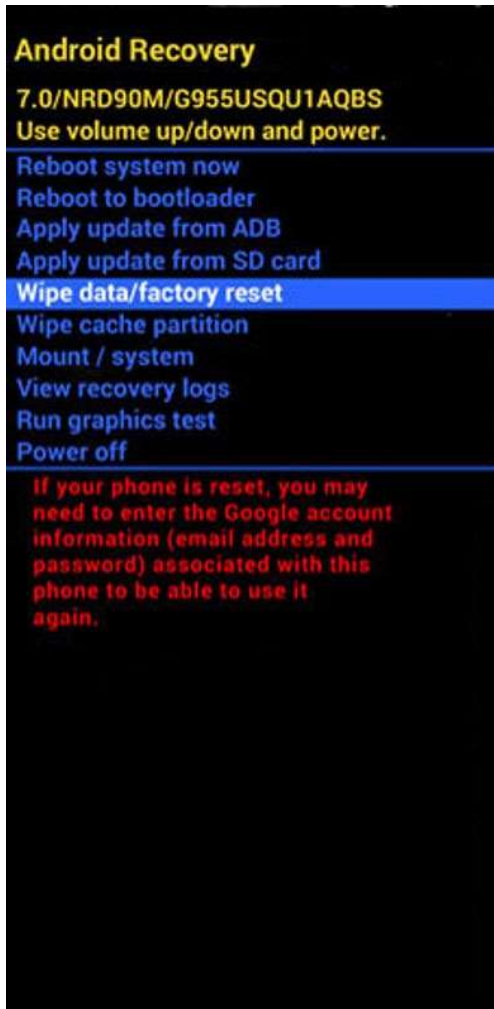 Android Recovery
7.0/NRD90M/G955USQU1AQBS
Use volume up/down and power.
Reboot system now
Reboot to bootloader
Apply update from ADB
Apply update from SD card
Wipe data/factory reset
Wipe cache partition
Mount / system
View recovery logs
Run graphics test
Power off
If your phone is reset, you may
need to enter the Google account
information (email address and
password) associated with this
phone to be able to use it
again.